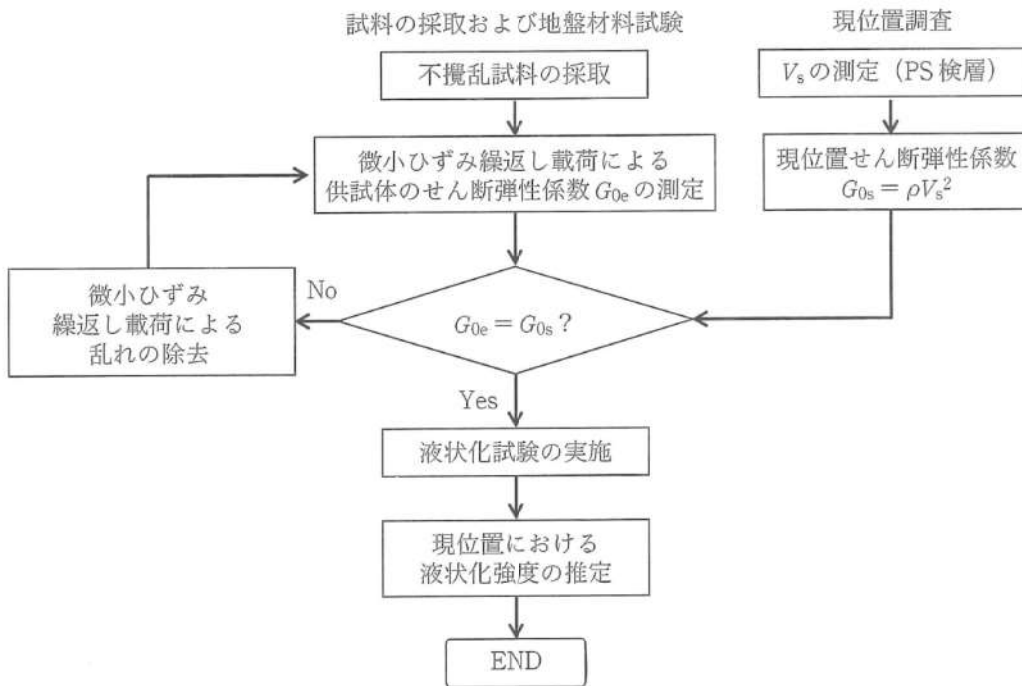 試料の採取および地盤材料試験
不攪乱試料の採取
微小ひずみ繰返し載荷による
供試体のせん断弾性係数 G₀ₑ の測定
現位置調査
Vₛ の測定（PS 検層）
現位置せん断弾性係数
G₀ₛ = ρVₛ²
G₀ₑ = G₀ₛ ?
No
微小ひずみ
繰返し載荷による
乱れの除去
Yes
液状化試験の実施
現位置における
液状化強度の推定
END